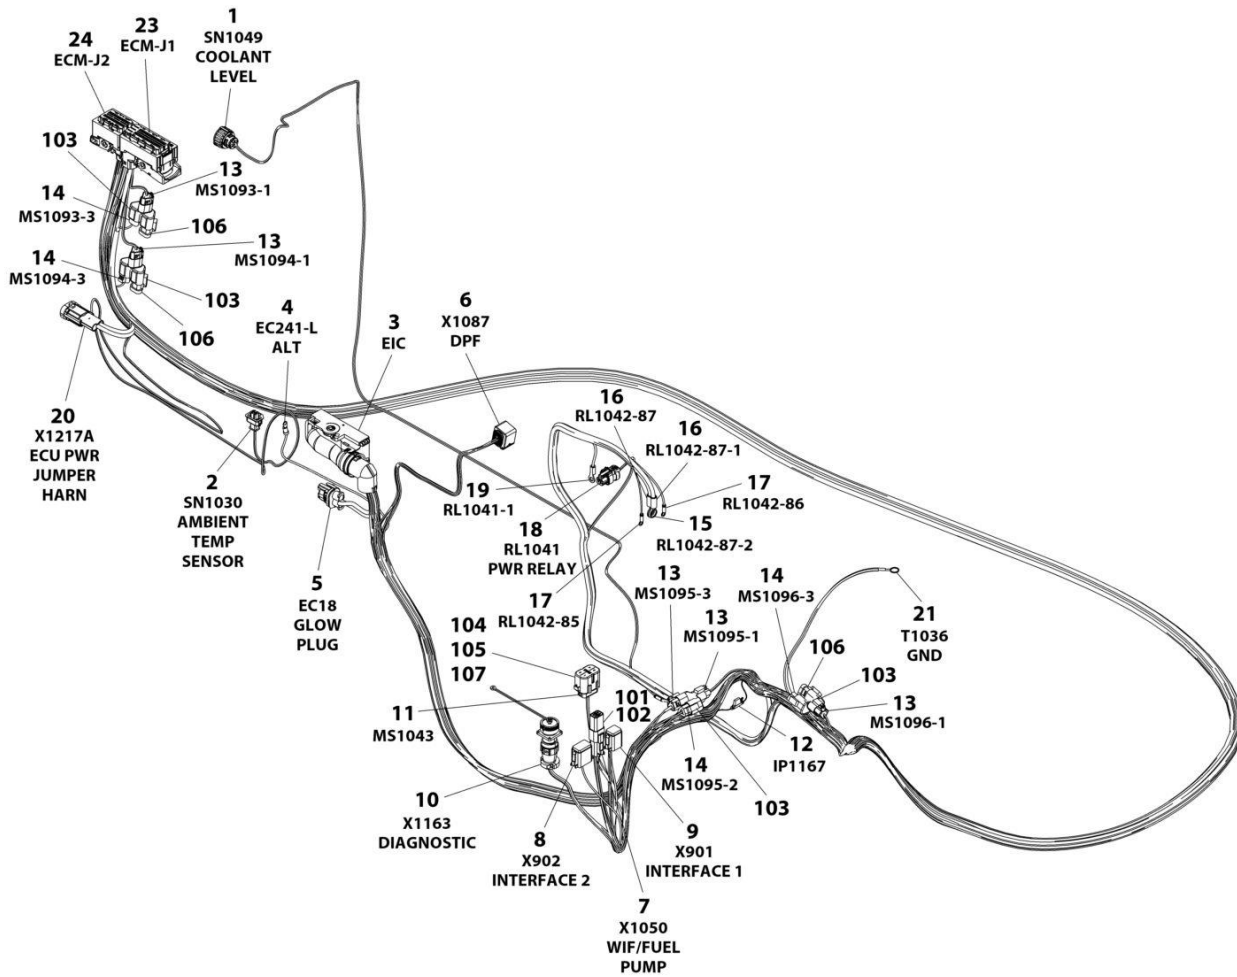 1
SN1049
COOLANT
LEVEL
23
ECM-J1
24
ECM-J2
103
13
MS1093-1
14
MS1093-3
106
13
MS1094-1
14
MS1094-3
103
106
4
EC241-L
ALT
3
EIC
6
X1087
DPF
20
X1217A
ECU PWR
JUMPER
HARN
2
SN1030
AMBIENT
TEMP
SENSOR
5
EC18
GLOW
PLUG
16
RL1042-87
16
RL1042-87-1
19
RL1041-1
17
RL1042-86
18
RL1041
PWR RELAY
15
RL1042-87-2
17
RL1042-85
13
MS1095-3
13
MS1095-1
14
MS1096-3
21
T1036
GND
106
103
13
MS1096-1
104
105
107
11
MS1043
101
102
12
IP1167
14
MS1095-2
103
10
X1163
DIAGNOSTIC
8
X902
INTERFACE 2
9
X901
INTERFACE 1
7
X1050
WIF/FUEL
PUMP